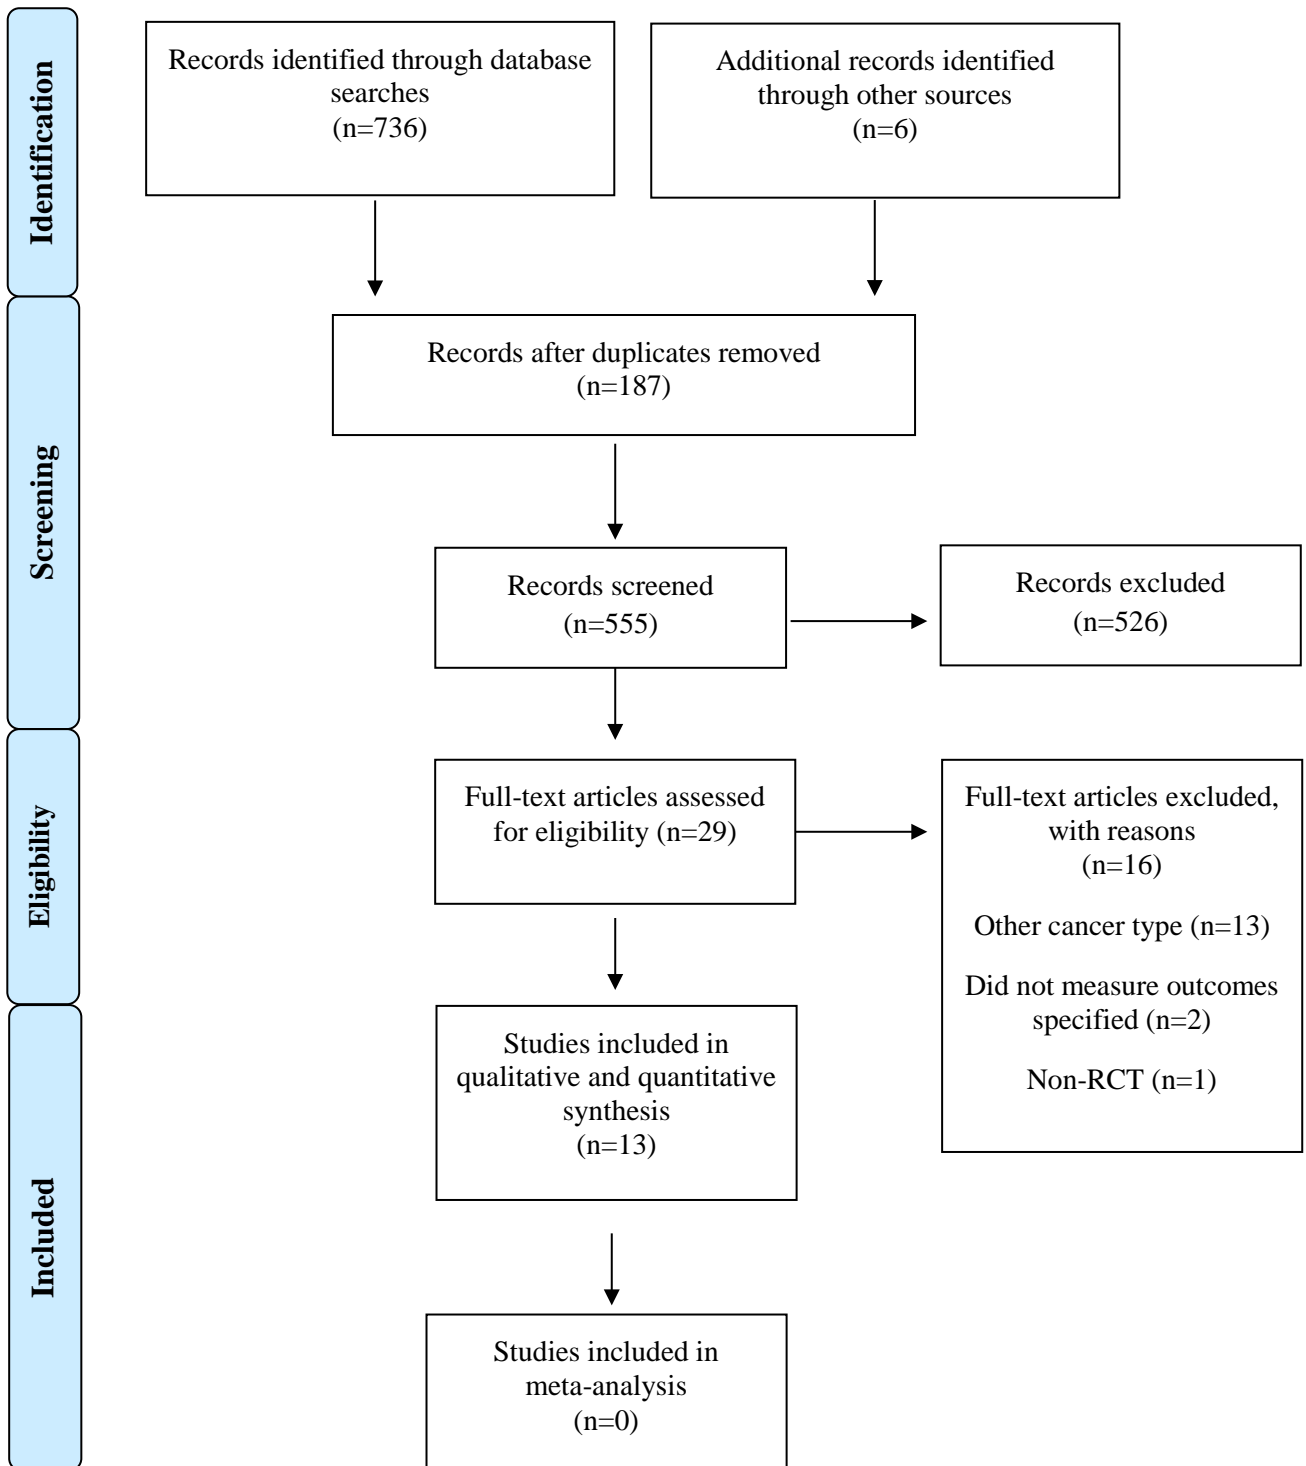 Identification
Records identified through database
searches
(n=736)
Additional records identified
through other sources
(n=6)
Screening
Records after duplicates removed
(n=187)
Records screened
(n=555)
Records excluded
(n=526)
Eligibility
Full-text articles assessed
for eligibility (n=29)
Full-text articles excluded,
with reasons
(n=16)
Other cancer type (n=13)
Did not measure outcomes
specified (n=2)
Non-RCT (n=1)
Included
Studies included in
qualitative and quantitative
synthesis
(n=13)
Studies included in
meta-analysis
(n=0)